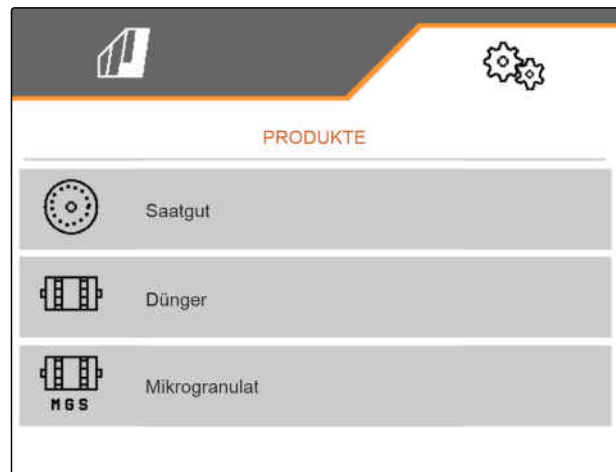 PRODUKTE
Saatgut
Dünger
Mikrogranulat
MGS